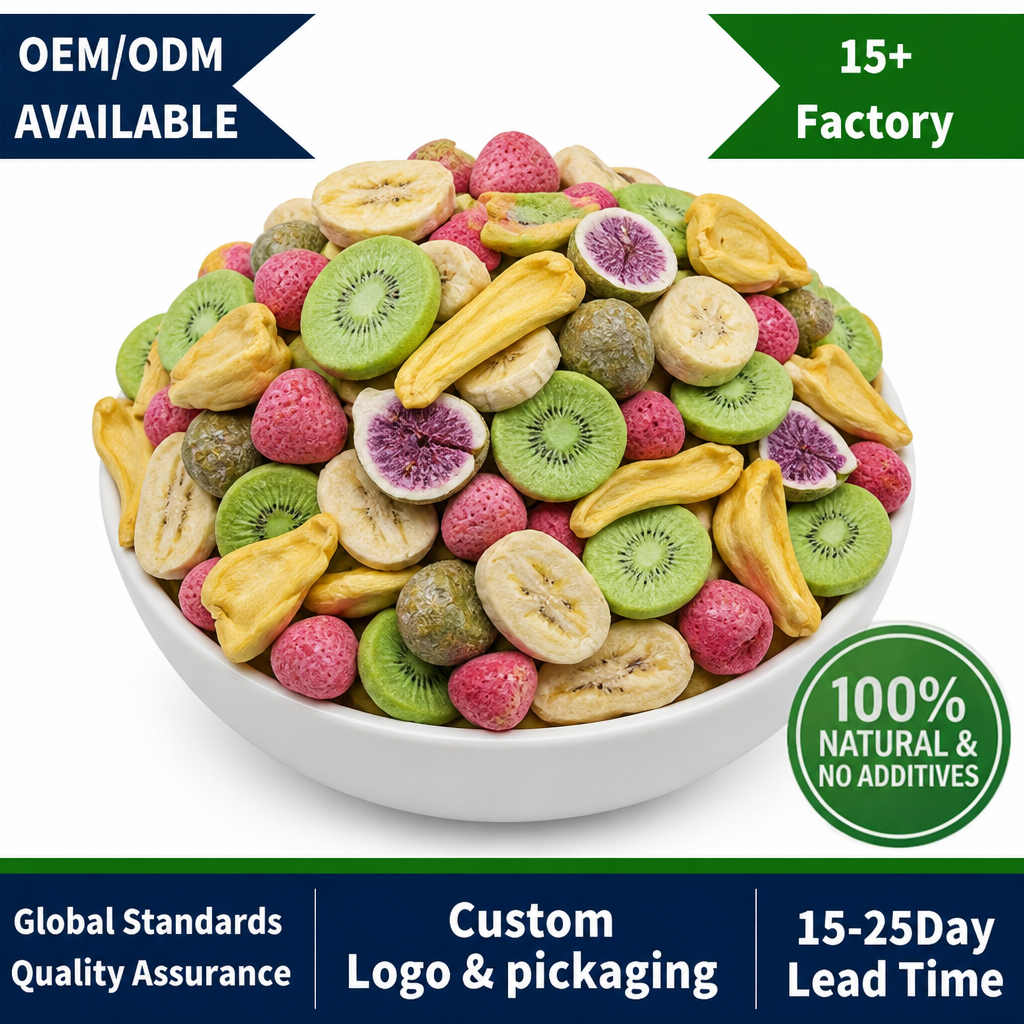 OEM/ODM
AVAILABLE
15+
Factory
100%
NATURAL &
NO ADDITIVES
Global Standards
Quality Assurance
Custom
Logo & pickaging
15-25Day
Lead Time